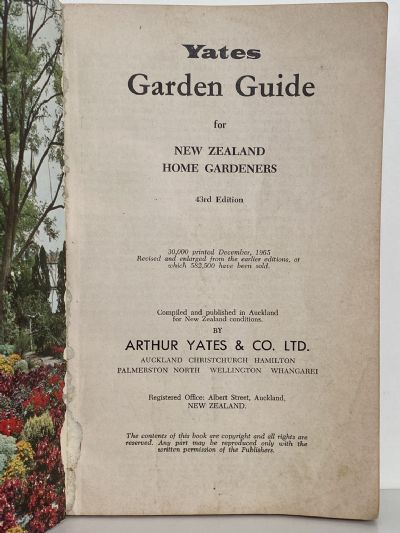 Yates
Garden Guide
for
NEW ZEALAND
HOME GARDENERS
43rd Edition
30,000 printed December, 1965
Revised and enlarged from the earlier editions, of
which 582,500 have been sold.
Compiled and published in Auckland
for New Zealand conditions.
BY
ARTHUR YATES & CO. LTD.
AUCKLAND CHRISTCHURCH HAMILTON
PALMERSTON NORTH WELLINGTON WHANGAREI
Registered Office: Albert Street, Auckland,
NEW ZEALAND.
The contents of this book are copyright and all rights are
reserved. Any part may be reproduced only with the
written permission of the Publishers.